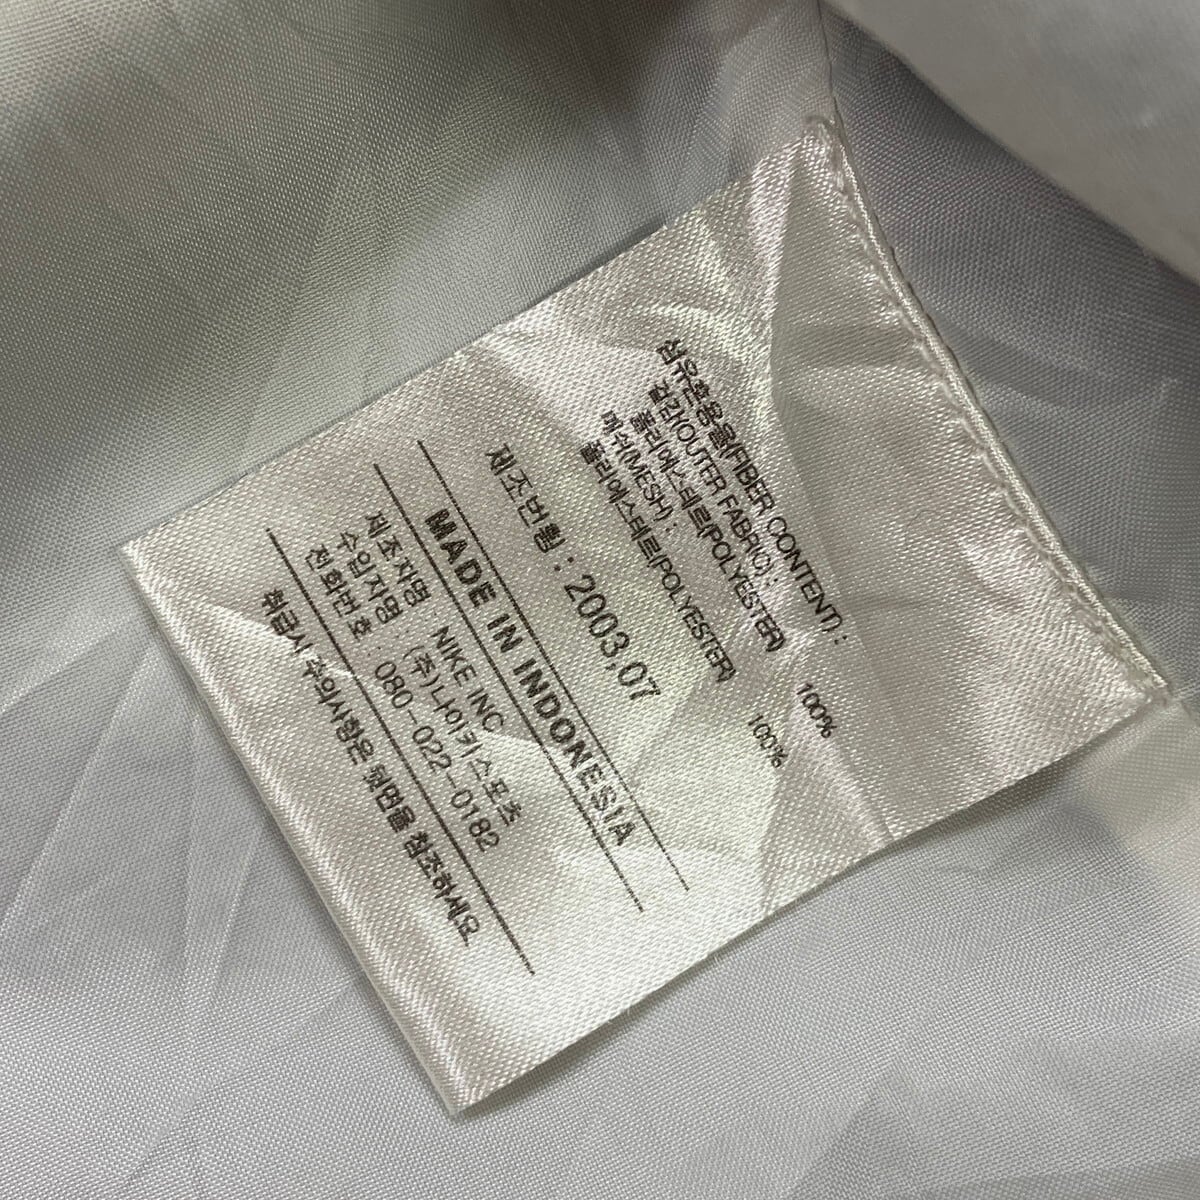 섬유혼용율(FIBER CONTENT) :
겉감(OUTER FABRIC) :
폴리에스테르(POLYESTER) 100%
메쉬(MESH) :
폴리에스테르(POLYESTER) 100%
제조년월 : 2003,07
MADE IN INDONESIA
제조자명 : NIKE INC
수입자명 : (주)나이키스포츠
전화번호 : 080-022-0182
취급시 주의사항은 뒷면을 참조하세요